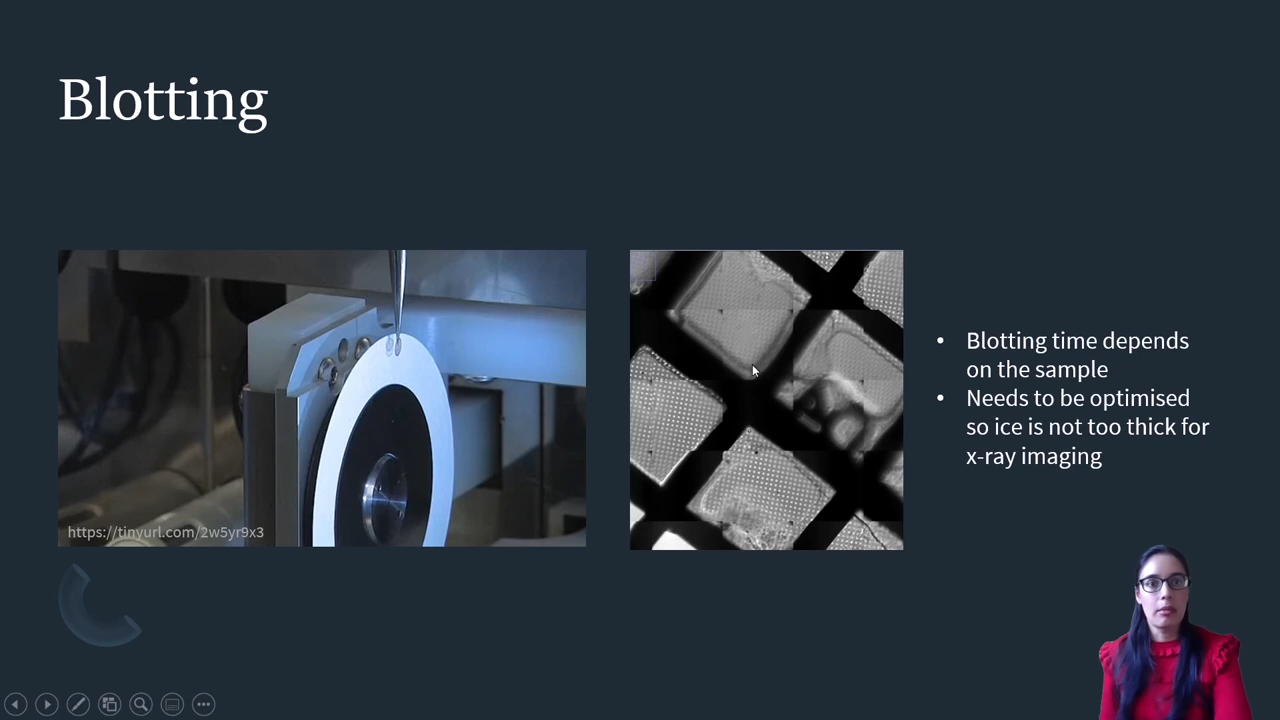 Blotting
https://tinyurl.com/2w5yr9x3
• Blotting time depends
on the sample
• Needs to be optimised
so ice is not too thick for
x-ray imaging